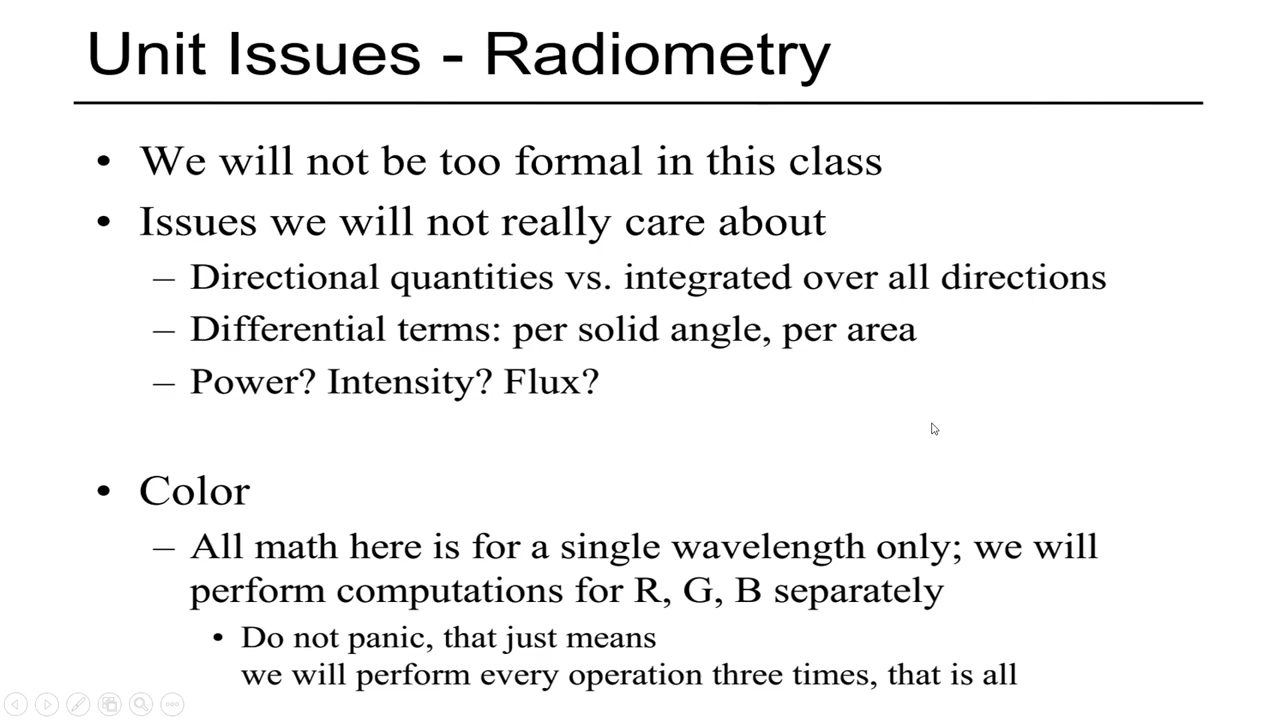 Unit Issues - Radiometry
• We will not be too formal in this class
• Issues we will not really care about
– Directional quantities vs. integrated over all directions
– Differential terms: per solid angle, per area
– Power? Intensity? Flux?
• Color
– All math here is for a single wavelength only; we will
perform computations for R, G, B separately
• Do not panic, that just means
we will perform every operation three times, that is all